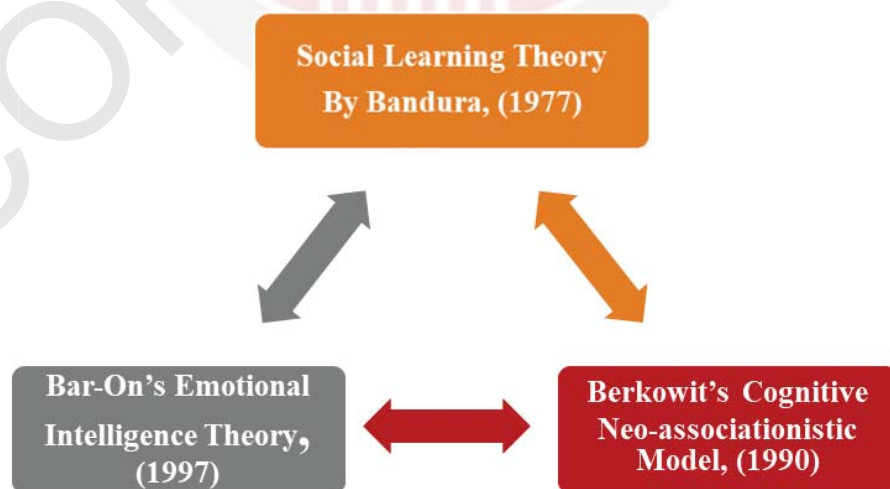 Social Learning Theory
By Bandura, (1977)
Bar-On's Emotional
Intelligence Theory,
(1997)
Berkowit's Cognitive
Neo-associationistic
Model, (1990)